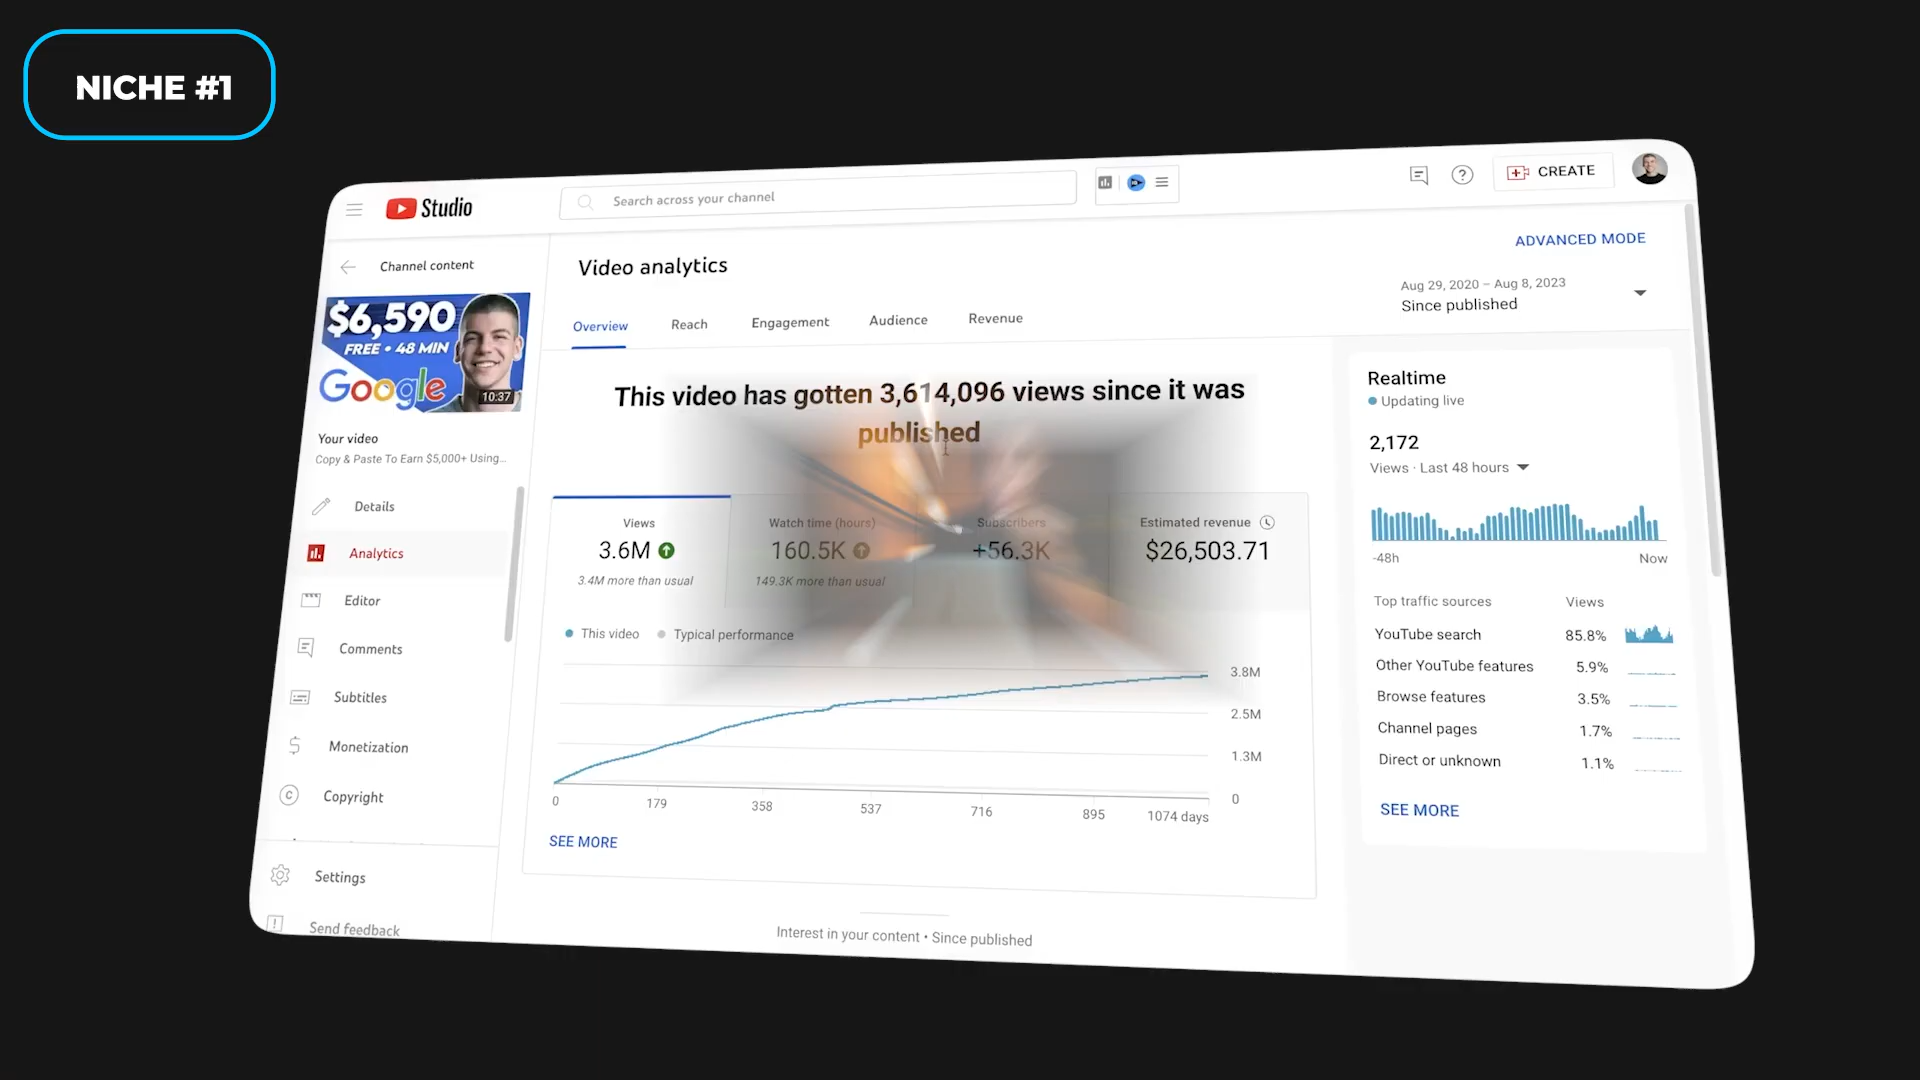 NICHE #1
Studio
Search across your channel
CREATE
ADVANCED MODE
Channel content
$6,590
FREE • 48 MIN
Google
10:37
Your video
Copy & Paste To Earn $5,000+ Using...
Details
Analytics
Editor
Comments
Subtitles
Monetization
Copyright
Settings
Send feedback
Video analytics
Aug 29, 2020 – Aug 8, 2023
Since published
Overview
Reach
Engagement
Audience
Revenue
This video has gotten 3,614,096 views since it was
published
Views
3.6M
3.4M more than usual
Watch time (hours)
160.5K
149.3K more than usual
Subscribers
+56.3K
Estimated revenue
$26,503.71
This video
Typical performance
3.8M
2.5M
1.3M
0
0 179 358 537 716 895 1074 days
SEE MORE
Interest in your content • Since published
Realtime
Updating live
2,172
Views · Last 48 hours
-48h Now
Top traffic sources Views
YouTube search 85.8%
Other YouTube features 5.9%
Browse features 3.5%
Channel pages 1.7%
Direct or unknown 1.1%
SEE MORE